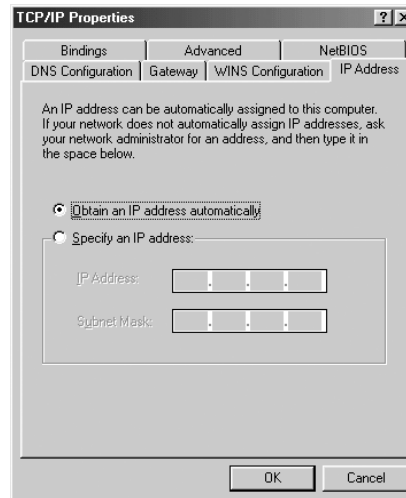 TCP/IP Properties
Bindings Advanced NetBIOS
DNS Configuration Gateway WINS Configuration IP Address
An IP address can be automatically assigned to this computer.
If your network does not automatically assign IP addresses, ask
your network administrator for an address, and then type it in
the space below.
Obtain an IP address automatically
Specify an IP address:
IP Address:
Subnet Mask:
OK Cancel